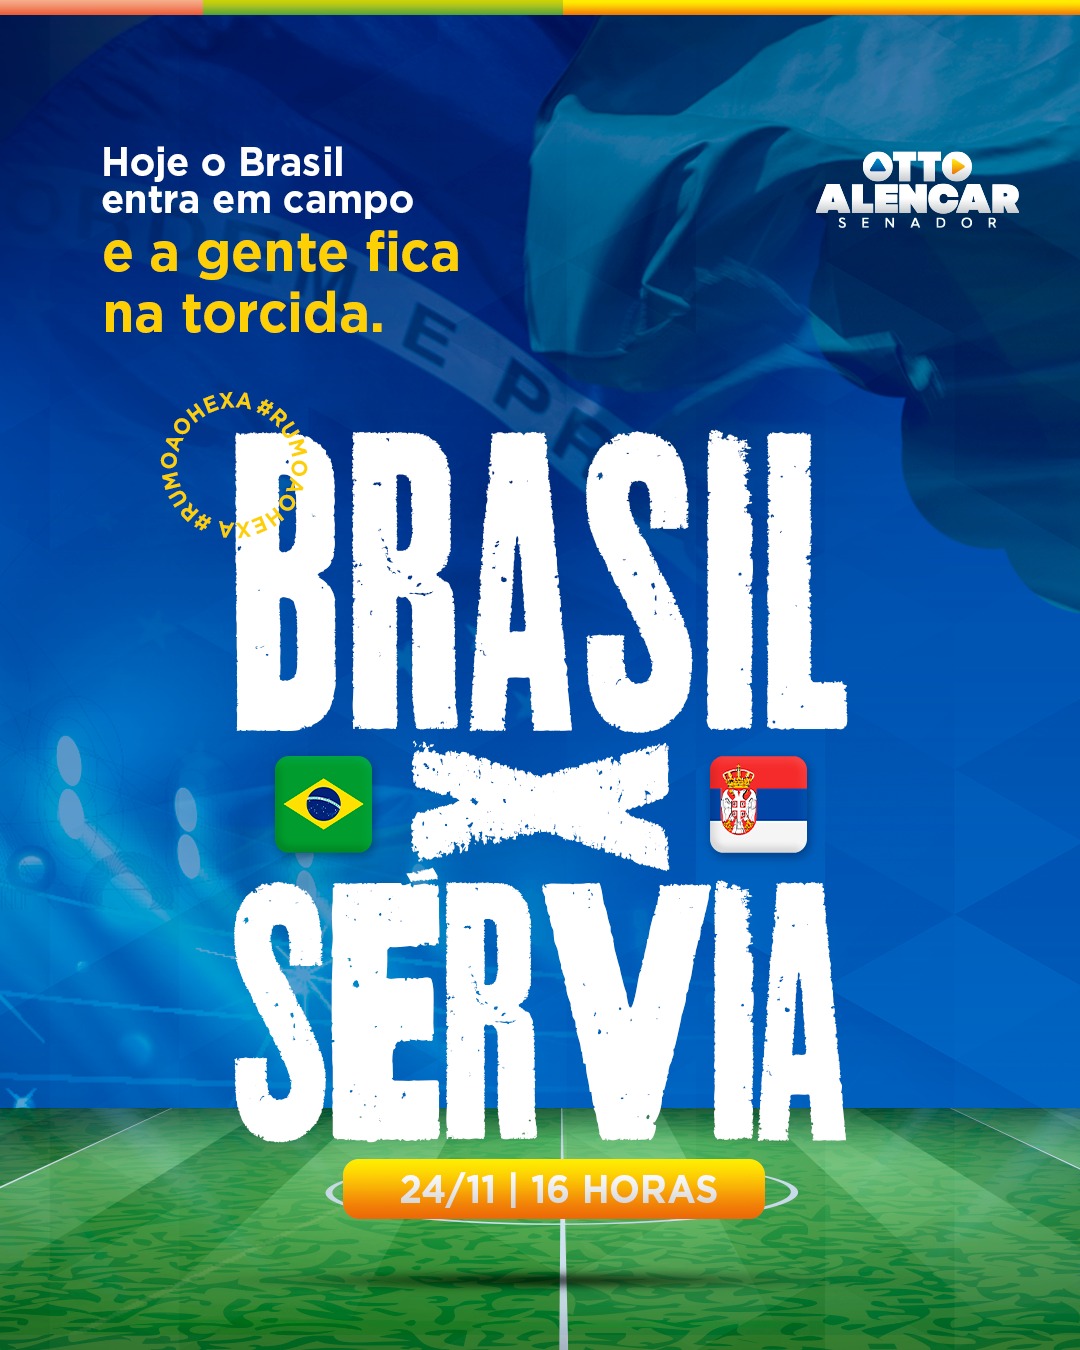 Hoje o Brasil
entra em campo
e a gente fica
na torcida.
OTTO
ALENCAR
SENADOR
#RUMOAOHEXA #RUMOAOHEXA
E PR
BRASIL
X
SÉRVIA
24/11 | 16 HORAS